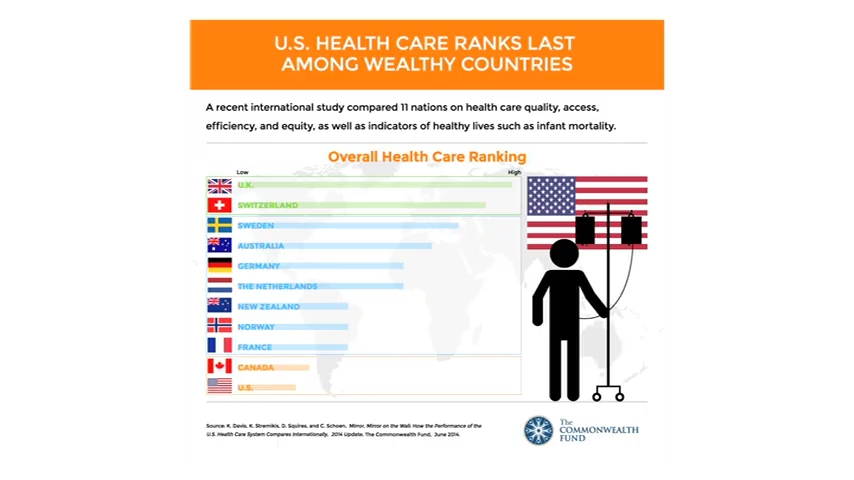 U.S. HEALTH CARE RANKS LAST
AMONG WEALTHY COUNTRIES
A recent international study compared 11 nations on health care quality, access,
efficiency, and equity, as well as indicators of healthy lives such as infant mortality.
Overall Health Care Ranking
Low
High
U.K.
SWITZERLAND
SWEDEN
AUSTRALIA
GERMANY
THE NETHERLANDS
NEW ZEALAND
NORWAY
FRANCE
CANADA
U.S.
Source: K. Davis, K. Stremikis, D. Squires, and C. Schoen. Mirror, Mirror on the Wall: How the Performance of the
U.S. Health Care System Compares Internationally, 2014 Update. The Commonwealth Fund, June 2014.
The
COMMONWEALTH
FUND